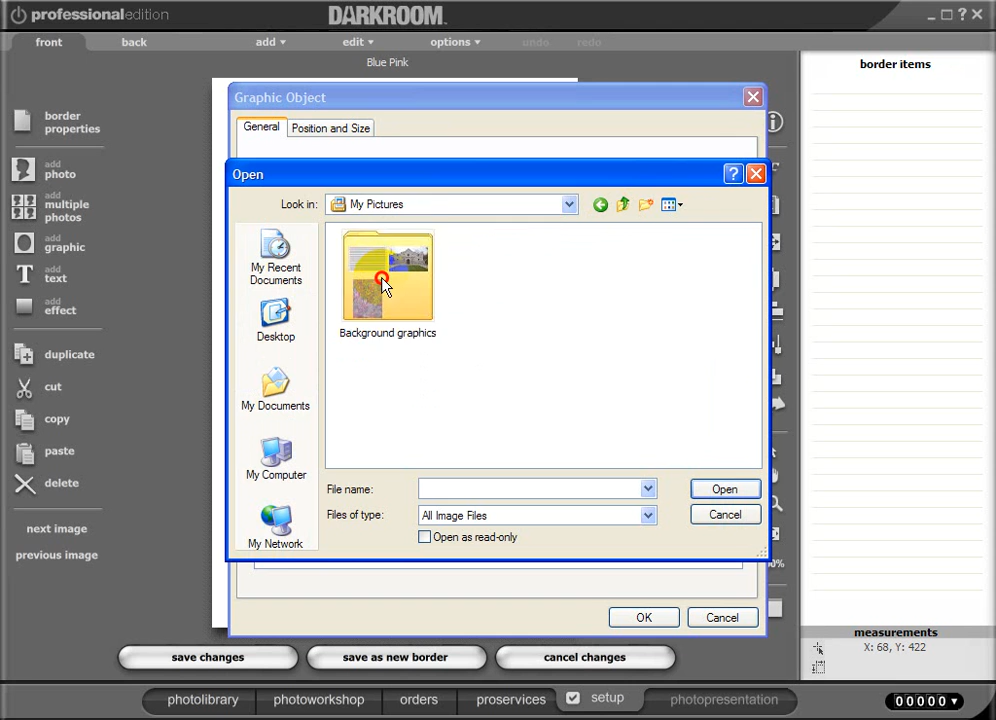 professionaledition
DARKROOM
front
back
add
edit
options
undo
redo
Blue Pink
border items
border
properties
add
photo
add
multiple
photos
add
graphic
add
text
add
effect
duplicate
cut
copy
paste
delete
next image
previous image
Graphic Object
General
Position and Size
Open
Look in:
My Pictures
My Recent
Documents
Desktop
My Documents
My Computer
My Network
Background graphics
File name:
Open
Files of type:
All Image Files
Cancel
Open as read-only
OK
Cancel
save changes
save as new border
cancel changes
measurements
X: 68, Y: 422
photolibrary
photoworkshop
orders
proservices
setup
photopresentation
00000